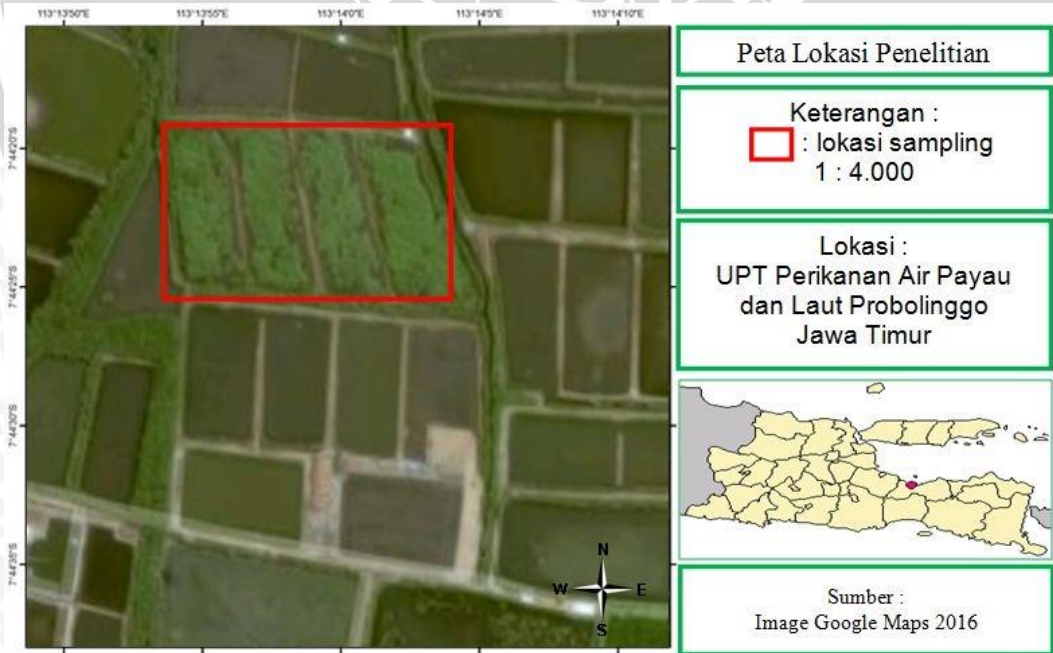 113°13'50"E 113°13'55"E 113°14'0"E 113°14'5"E 113°14'10"E
7°44'20"S
7°44'25"S
7°44'30"S
7°44'35"S
N
W E
S
Peta Lokasi Penelitian
Keterangan :
: lokasi sampling
1 : 4.000
Lokasi :
UPT Perikanan Air Payau
dan Laut Probolinggo
Jawa Timur
Sumber :
Image Google Maps 2016